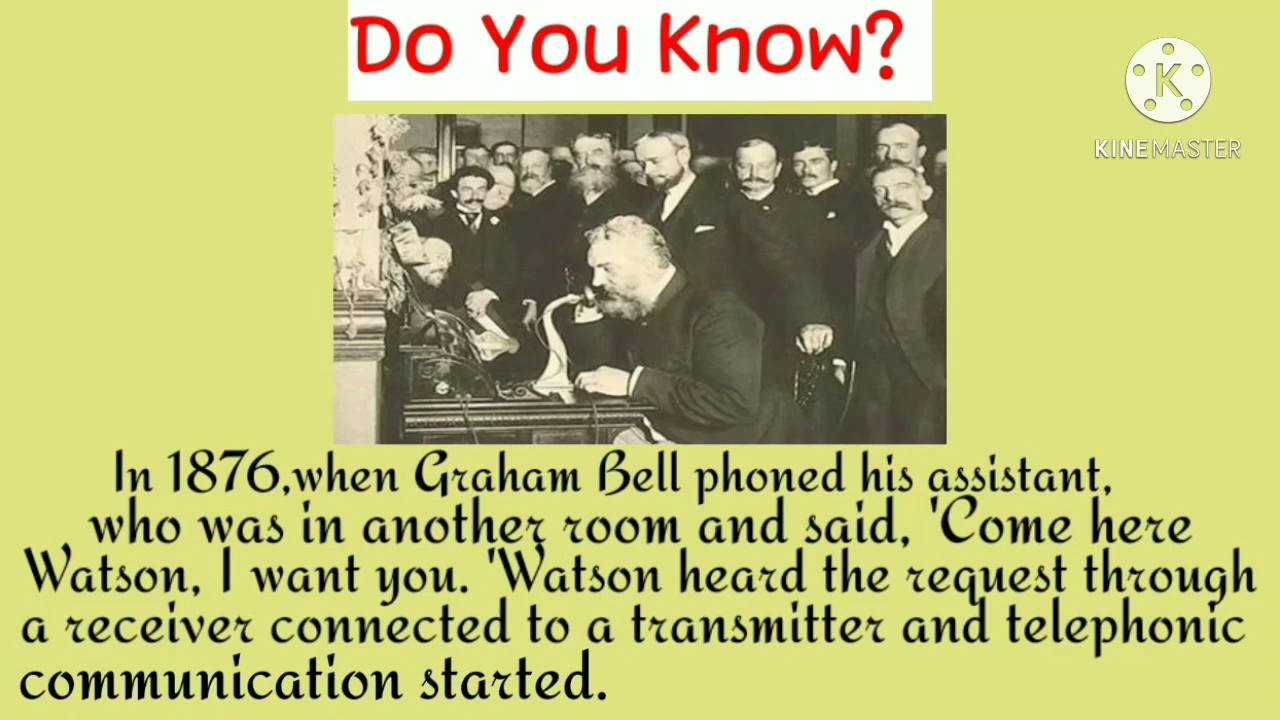 Do You Know?
K
KINEMASTER
In 1876,when Graham Bell phoned his assistant,
who was in another room and said, 'Come here
Watson, I want you. 'Watson heard the request through
a receiver connected to a transmitter and telephonic
communication started.